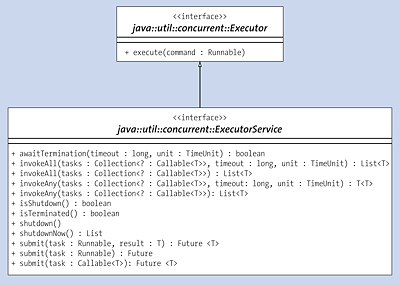 <<interface>>
java::util::concurrent::Executor
+ execute(command : Runnable)
<<interface>>
java::util::concurrent::ExecutorService
+ awaitTermination(timeout : long, unit : TimeUnit) : boolean
+ invokeAll(tasks : Collection<? : Callable<T>>, timeout : long, unit : TimeUnit) : List<T>
+ invokeAll(tasks : Collection<? : Callable<T>>) : List<T>
+ invokeAny(tasks : Collection<? : Callable<T>>, timeout: long, unit : TimeUnit) : T<T>
+ invokeAny(tasks : Collection<? : Callable<T>>): List<T>
+ isShutdown() : boolean
+ isTerminated() : boolean
+ shutdown()
+ shutdownNow() : List
+ submit(task : Runnable, result : T) : Future <T>
+ submit(task : Runnable) : Future
+ submit(task : Callable<T>): Future <T>